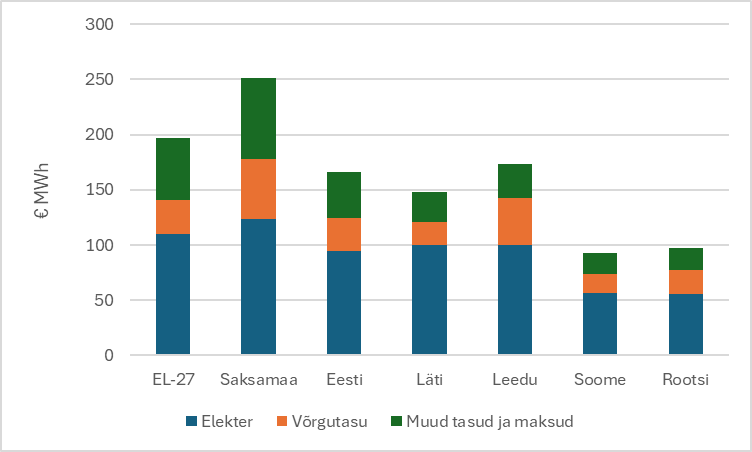 300
250
200
150
100
50
0
€ MWh
EL-27 Saksamaa Eesti Läti Leedu Soome Rootsi
Elekter Võrgutasu Muud tasud ja maksud